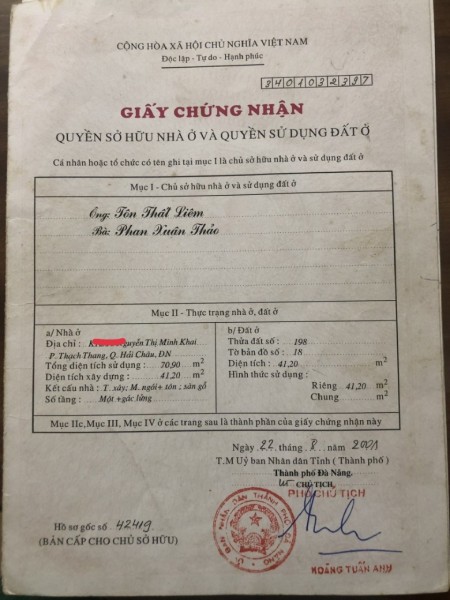 CỘNG HÒA XÃ HỘI CHỦ NGHĨA VIỆT NAM
Độc lập - Tự do - Hạnh phúc
3401032397
GIẤY CHỨNG NHẬN
QUYỀN SỞ HỮU NHÀ Ở VÀ QUYỀN SỬ DỤNG ĐẤT Ở
Cá nhân hoặc tổ chức có tên ghi tại mục I là chủ sở hữu nhà ở và sử dụng đất ở
Mục I - Chủ sở hữu nhà ở và sử dụng đất ở
Ông: Tôn Thất Liêm
Bà: Phan Xuân Thảo
Mục II - Thực trạng nhà ở, đất ở
a/ Nhà ở
Địa chỉ : Nguyễn Thị Minh Khai
P. Thạch Thang, Q. Hải Châu, ĐN
Tổng diện tích sử dụng : 70,90 m2
Diện tích xây dựng : 41,20 m2
Kết cấu nhà : T. xây; M. ngói+ tôn ; sàn gỗ
Số tầng : Một +gác lửng
b/ Đất ở
Thửa đất số : 198
Tờ bản đồ số : 18
Diện tích : 41,20 m2
Hình thức sử dụng :
Riêng : 41,20 m2
Chung : m2
Mục IIc,Mục III, Mục IV ở các trang sau là thành phần của giấy chứng nhận này
Ngày 22 tháng 8 năm 2001
T.M Uỷ ban Nhân dân Tỉnh ( Thành phố )
Thành phố Đà Nẵng.
CHỦ TỊCH,
PHÓ CHỦ TỊCH
ỦY BAN NHÂN DÂN THÀNH PHỐ ĐÀ NẴNG
Hồ sơ gốc số 42419
(BẢN CẤP CHO CHỦ SỞ HỮU)
HOÀNG TUẤN ANH